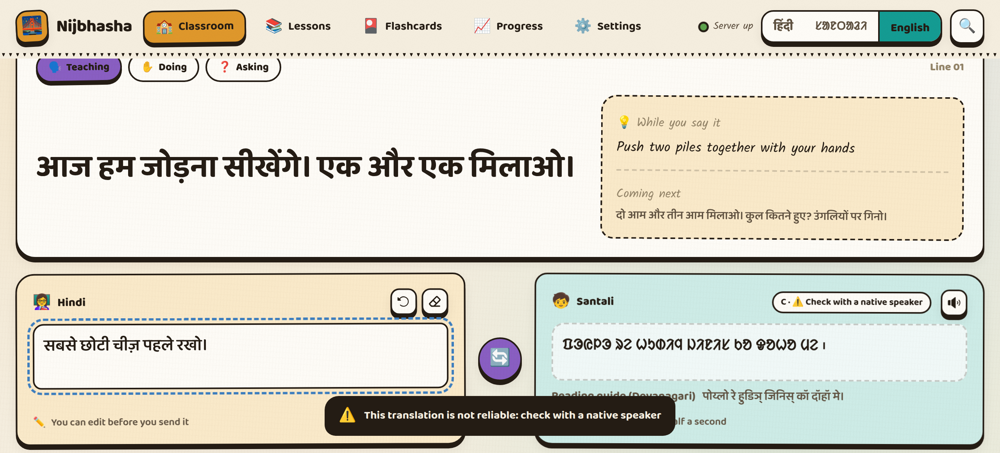 Nijbhasha
Classroom
Lessons
Flashcards
Progress
Settings
Server up
हिंदी
ᱥᱟᱱᱛᱟᱲᱤ
English
Teaching
Doing
Asking
Line 01
आज हम जोड़ना सीखेंगे। एक और एक मिलाओ।
While you say it
Push two piles together with your hands
Coming next
दो आम और तीन आम मिलाओ। कुल कितने हुए? उंगलियों पर गिनो।
Hindi
सबसे छोटी चीज़ पहले रखो।
You can edit before you send it
Santali
C · ⚠️ Check with a native speaker
ᱯᱳᱭᱞᱳ ᱨᱮ ᱦᱩᱰᱤᱧ ᱡᱤᱱᱤᱥ ᱠᱚ ᱫᱚᱦᱚ ᱢᱮ ᱾
Reading guide (Devanagari) पोय्लो रे हुडिञ् जिनिस् कॉ दॉहॉ मे।
a second
This translation is not reliable: check with a native speaker